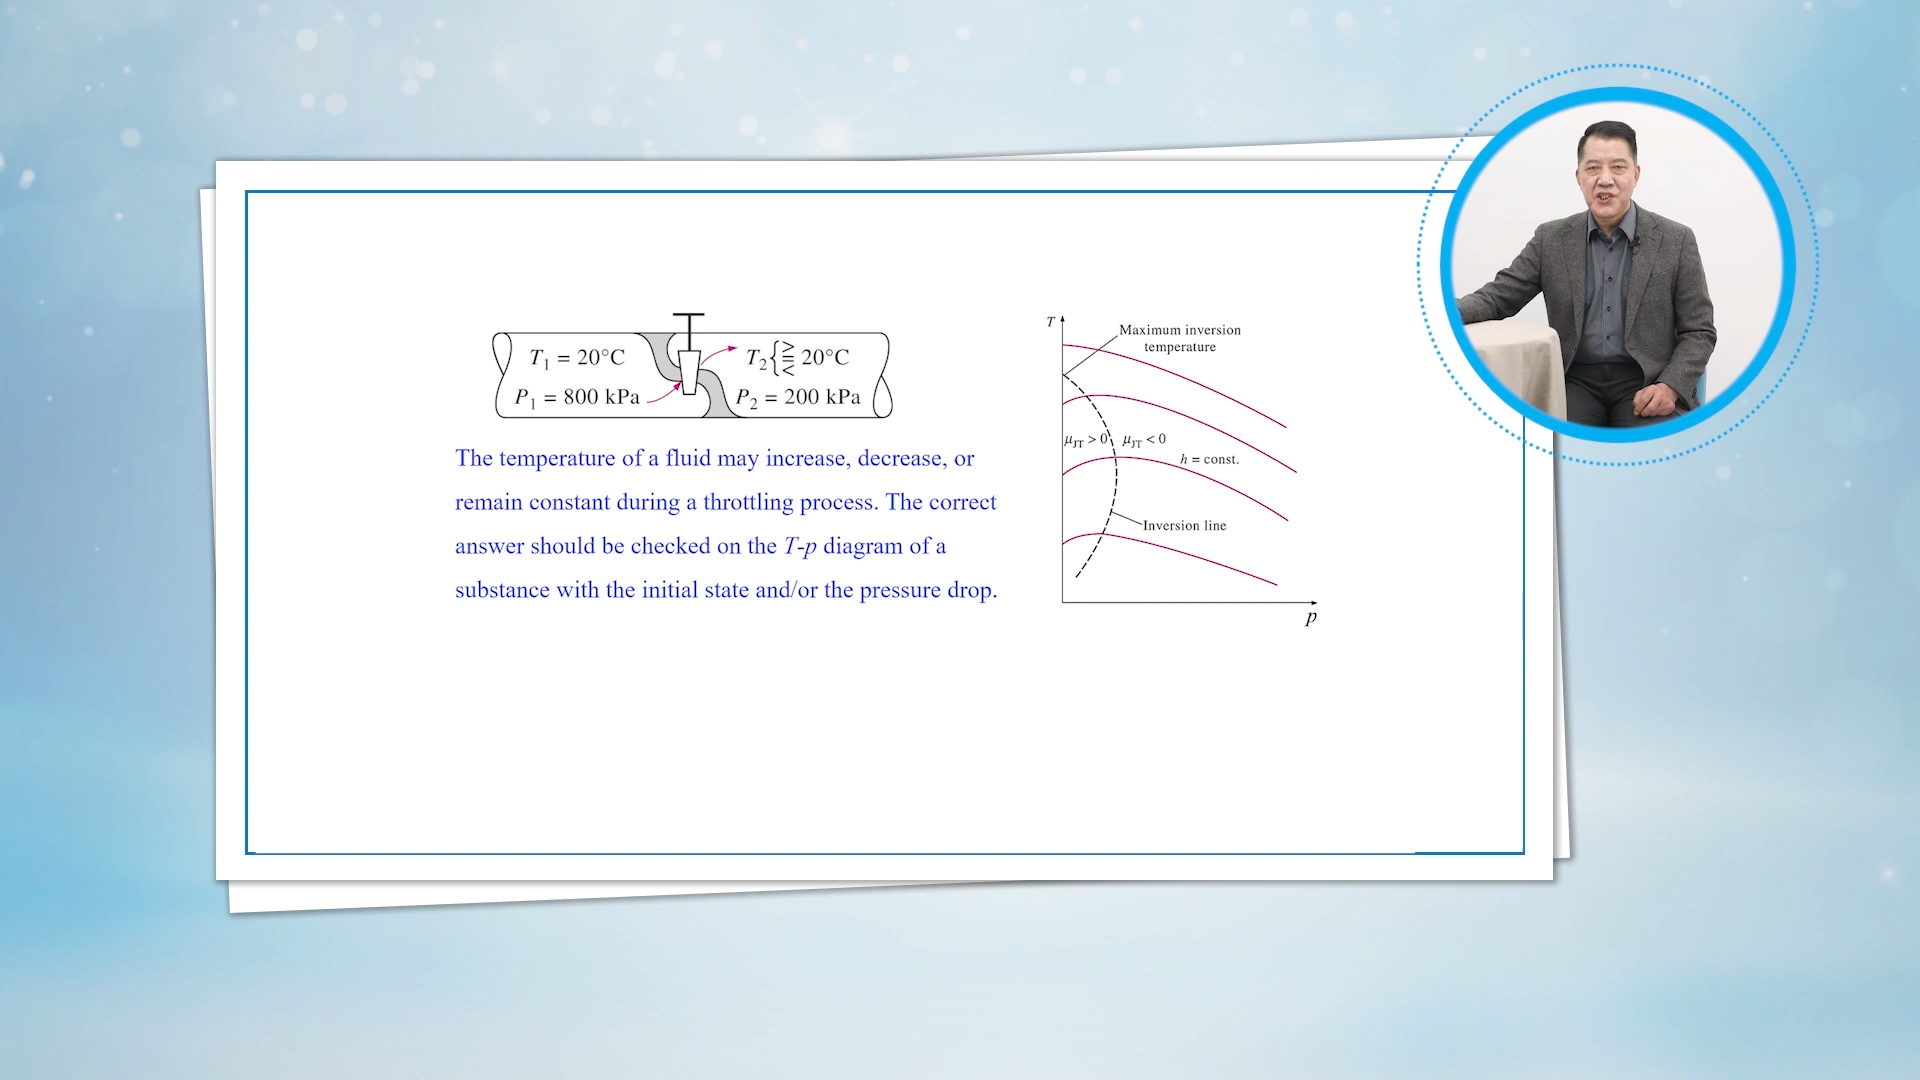 T₁ = 20°C
P₁ = 800 kPa
T₂ { > = < 20°C
P₂ = 200 kPa
The temperature of a fluid may increase, decrease, or
remain constant during a throttling process. The correct
answer should be checked on the T-p diagram of a
substance with the initial state and/or the pressure drop.
T
Maximum inversion
temperature
μJT > 0
μJT < 0
h = const.
Inversion line
p